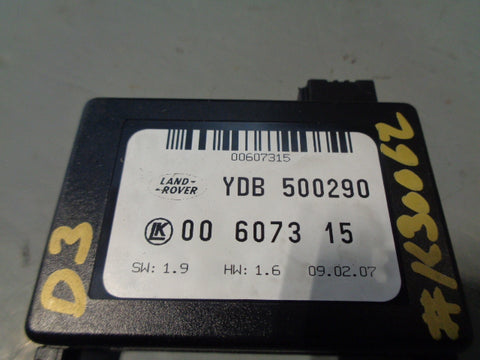 00607315
LAND-
ROVER
YDB 500290
LK 00 6073 15
SW: 1.9 HW: 1.6 09.02.07
D3
#K30062